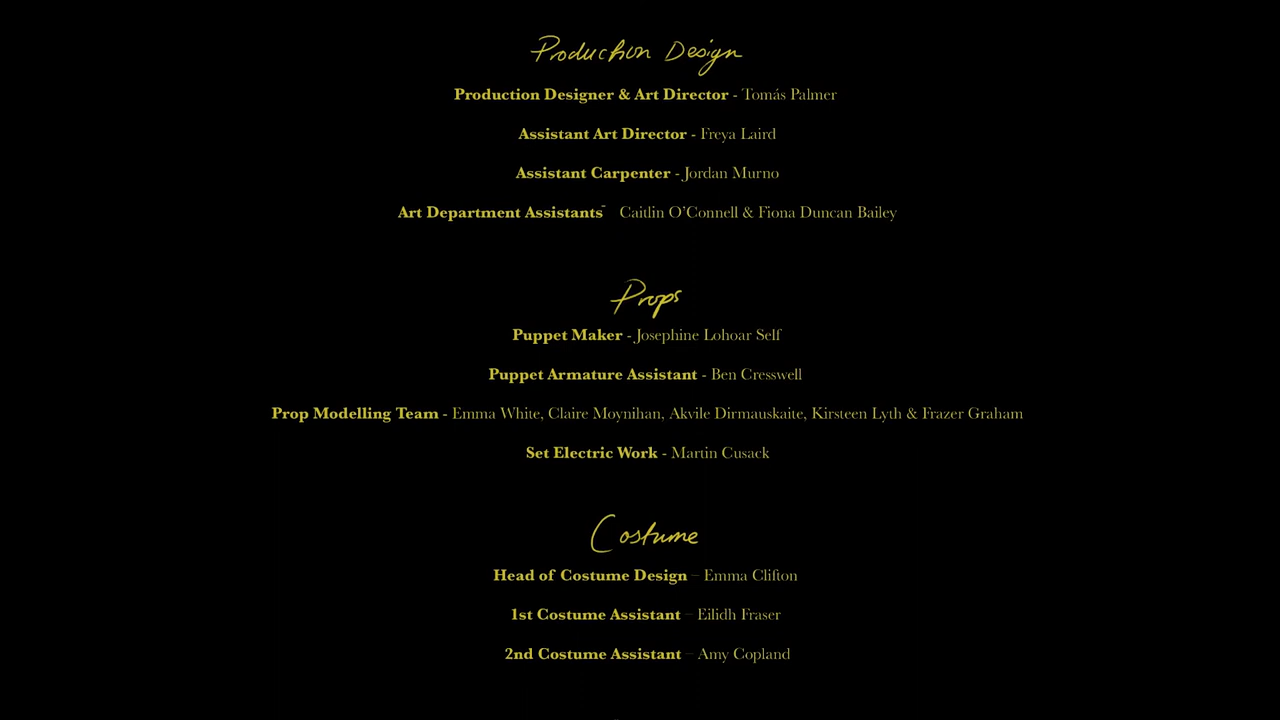 Production Design
Production Designer & Art Director - Tomás Palmer
Assistant Art Director - Freya Laird
Assistant Carpenter - Jordan Murno
Art Department Assistants - Caitlin O’Connell & Fiona Duncan Bailey
Props
Puppet Maker - Josephine Lohoar Self
Puppet Armature Assistant - Ben Cresswell
Prop Modelling Team - Emma White, Claire Moynihan, Akvile Dirmauskaite, Kirsteen Lyth & Frazer Graham
Set Electric Work - Martin Cusack
Costume
Head of Costume Design – Emma Clifton
1st Costume Assistant – Eilidh Fraser
2nd Costume Assistant – Amy Copland